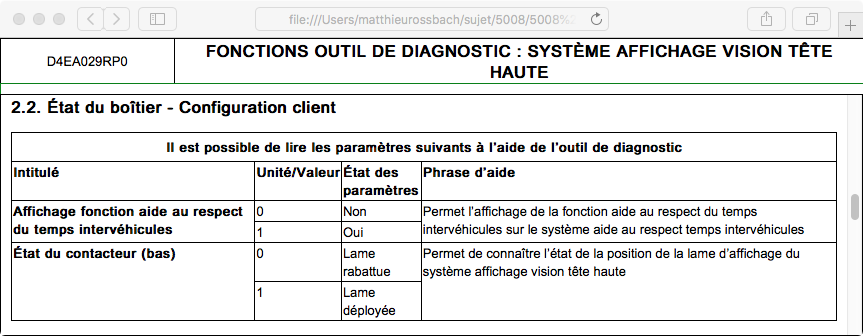 file:///Users/matthieurossbach/sujet/5008/5008%2
D4EA029RP0
FONCTIONS OUTIL DE DIAGNOSTIC : SYSTÈME AFFICHAGE VISION TÊTE
HAUTE
2.2. État du boîtier - Configuration client
Il est possible de lire les paramètres suivants à l'aide de l'outil de diagnostic
Intitulé Unité/Valeur État des Phrase d'aide
paramètres
Affichage fonction aide au respect 0 Non Permet l'affichage de la fonction aide au respect du temps
du temps intervéhicules 1 Oui intervéhicules sur le système aide au respect temps intervéhicules
État du contacteur (bas) 0 Lame Permet de connaître l'état de la position de la lame d'affichage du
rabattue système affichage vision tête haute
1 Lame
déployée